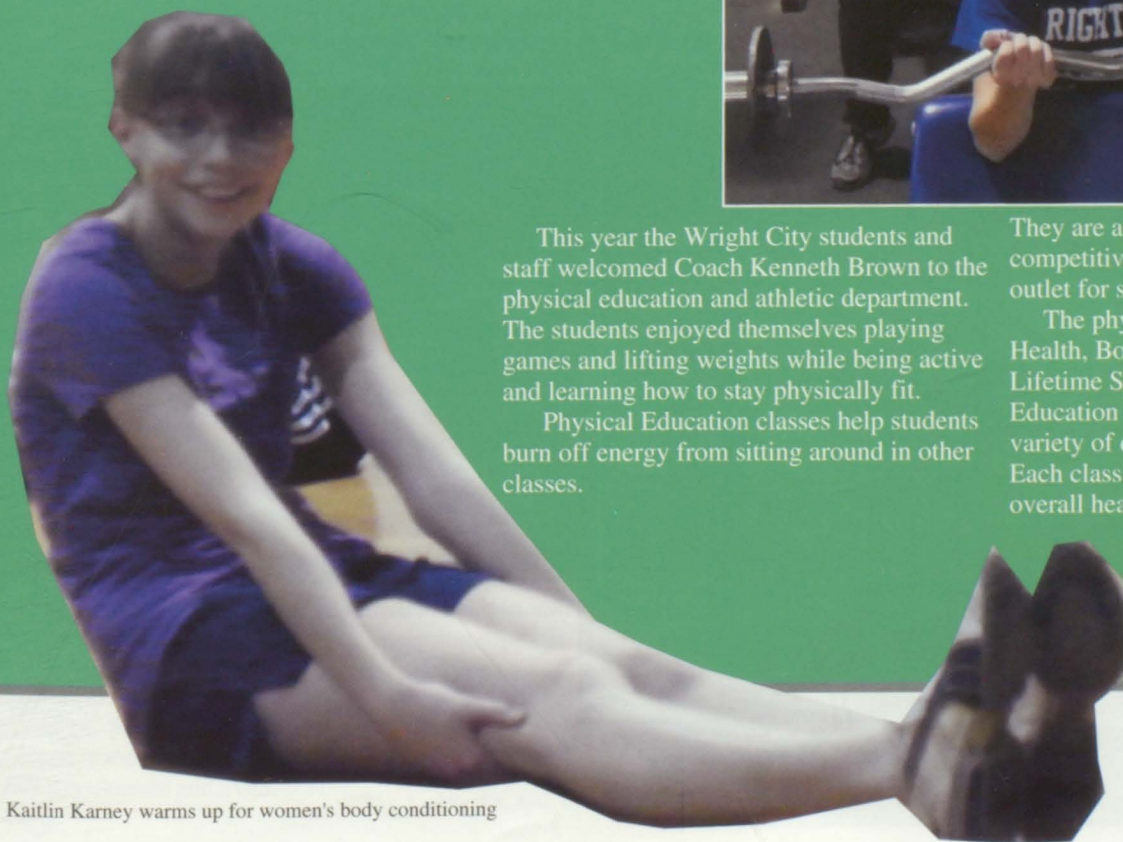 RIGHT
This year the Wright City students and
staff welcomed Coach Kenneth Brown to the
physical education and athletic department.
The students enjoyed themselves playing
games and lifting weights while being active
and learning how to stay physically fit.
Physical Education classes help students
burn off energy from sitting around in other
classes.
They are a
competitiv
outlet for s
The phy
Health, Bo
Lifetime S
Education
variety of
Each class
overall hea
Kaitlin Karney warms up for women's body conditioning